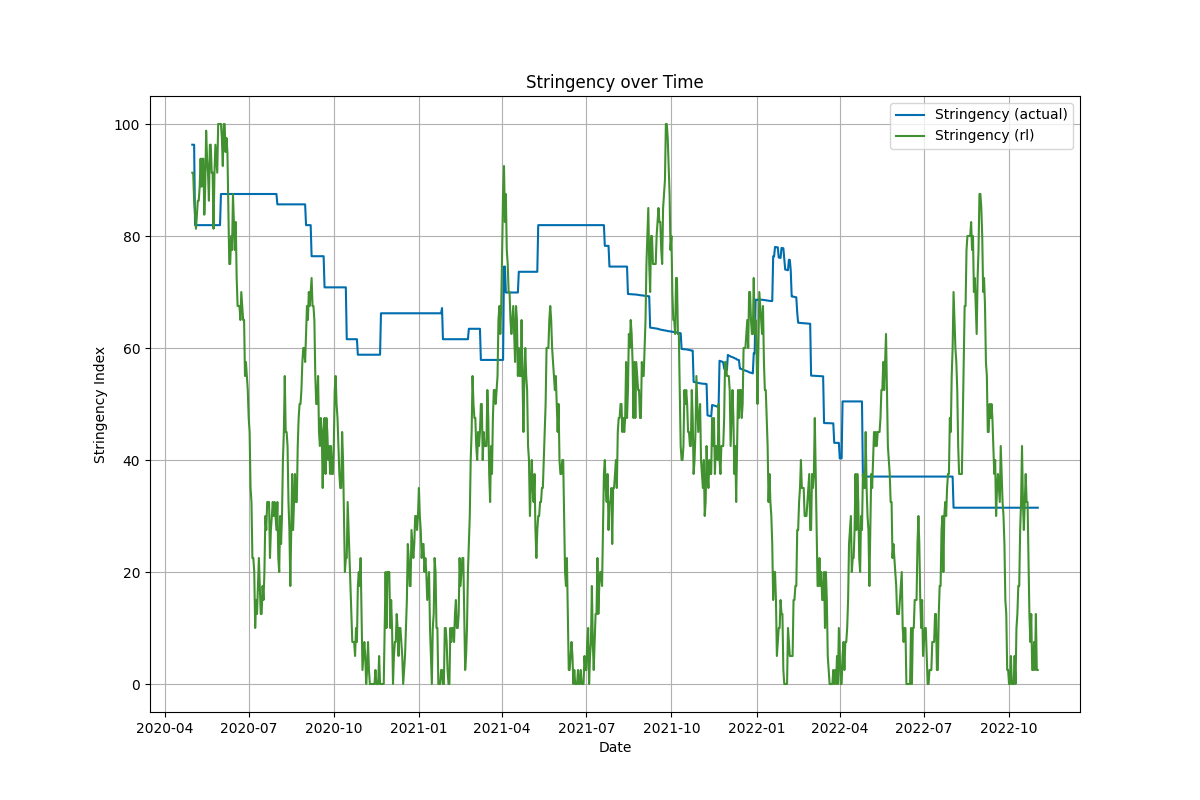 Stringency over Time
Stringency (actual)
Stringency (rl)
Stringency Index
100
80
60
40
20
0
2020-04 2020-07 2020-10 2021-01 2021-04 2021-07 2021-10 2022-01 2022-04 2022-07 2022-10
Date